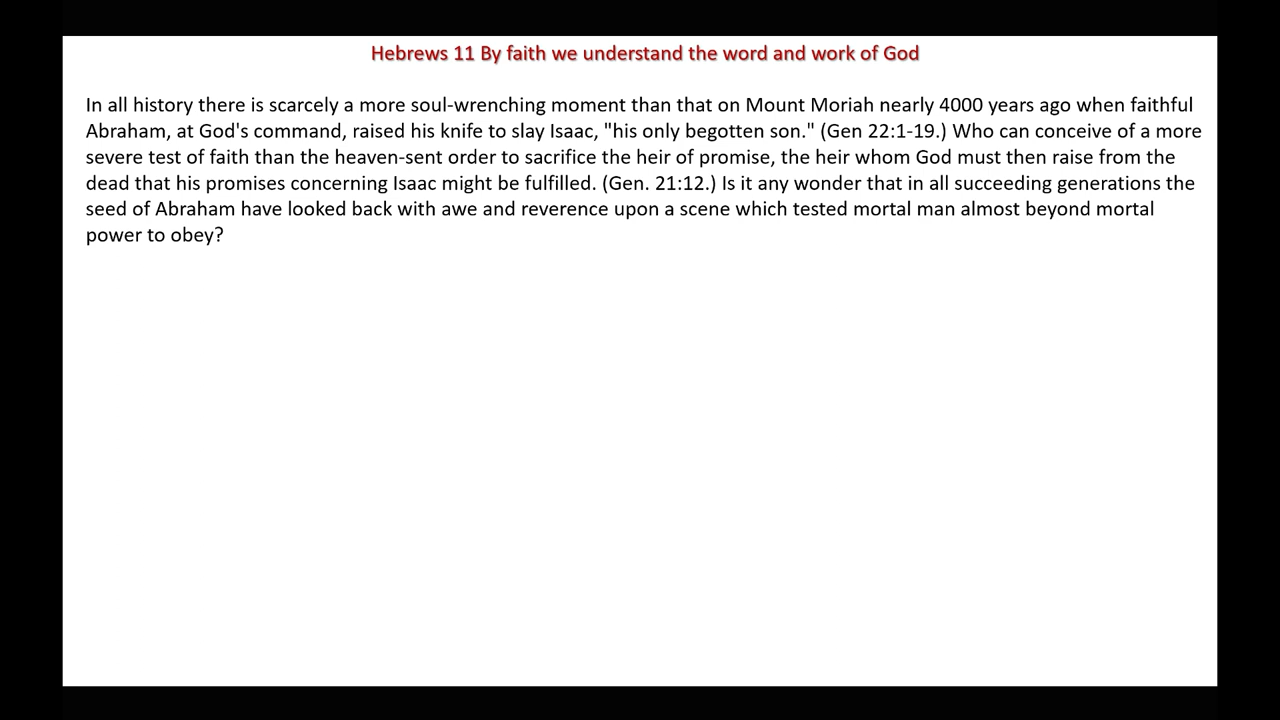 Hebrews 11 By faith we understand the word and work of God
In all history there is scarcely a more soul-wrenching moment than that on Mount Moriah nearly 4000 years ago when faithful
Abraham, at God's command, raised his knife to slay Isaac, "his only begotten son." (Gen 22:1-19.) Who can conceive of a more
severe test of faith than the heaven-sent order to sacrifice the heir of promise, the heir whom God must then raise from the
dead that his promises concerning Isaac might be fulfilled. (Gen. 21:12.) Is it any wonder that in all succeeding generations the
seed of Abraham have looked back with awe and reverence upon a scene which tested mortal man almost beyond mortal
power to obey?